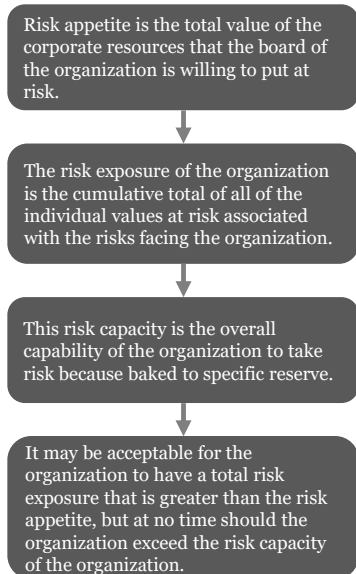 Risk appetite is the total value of the
corporate resources that the board of
the organization is willing to put at
risk.
The risk exposure of the organization
is the cumulative total of all of the
individual values at risk associated
with the risks facing the organization.
This risk capacity is the overall
capability of the organization to take
risk because baked to specific reserve.
It may be acceptable for the
organization to have a total risk
exposure that is greater than the risk
appetite, but at no time should the
organization exceed the risk capacity
of the organization.